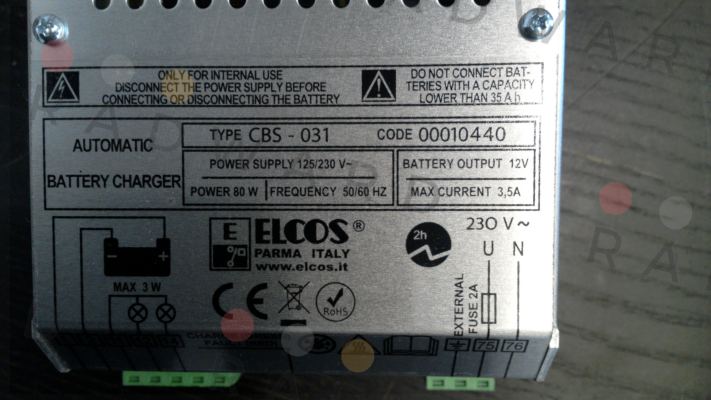 ONLY FOR INTERNAL USE
DISCONNECT THE POWER SUPPLY BEFORE
CONNECTING OR DISCONNECTING THE BATTERY
DO NOT CONNECT BAT-
TERIES WITH A CAPACITY
LOWER THAN 35 A h
AUTOMATIC
BATTERY CHARGER
TYPE CBS - 031 CODE 00010440
POWER SUPPLY 125/230 V~
POWER 80 W FREQUENCY 50/60 HZ
BATTERY OUTPUT 12V
MAX CURRENT 3,5A
- +
MAX 3 W
E ELCOS®
PARMA ITALY
www.elcos.it
CE
RoHS
2h
230 V~
U N
EXTERNAL
FUSE 2A
75 76